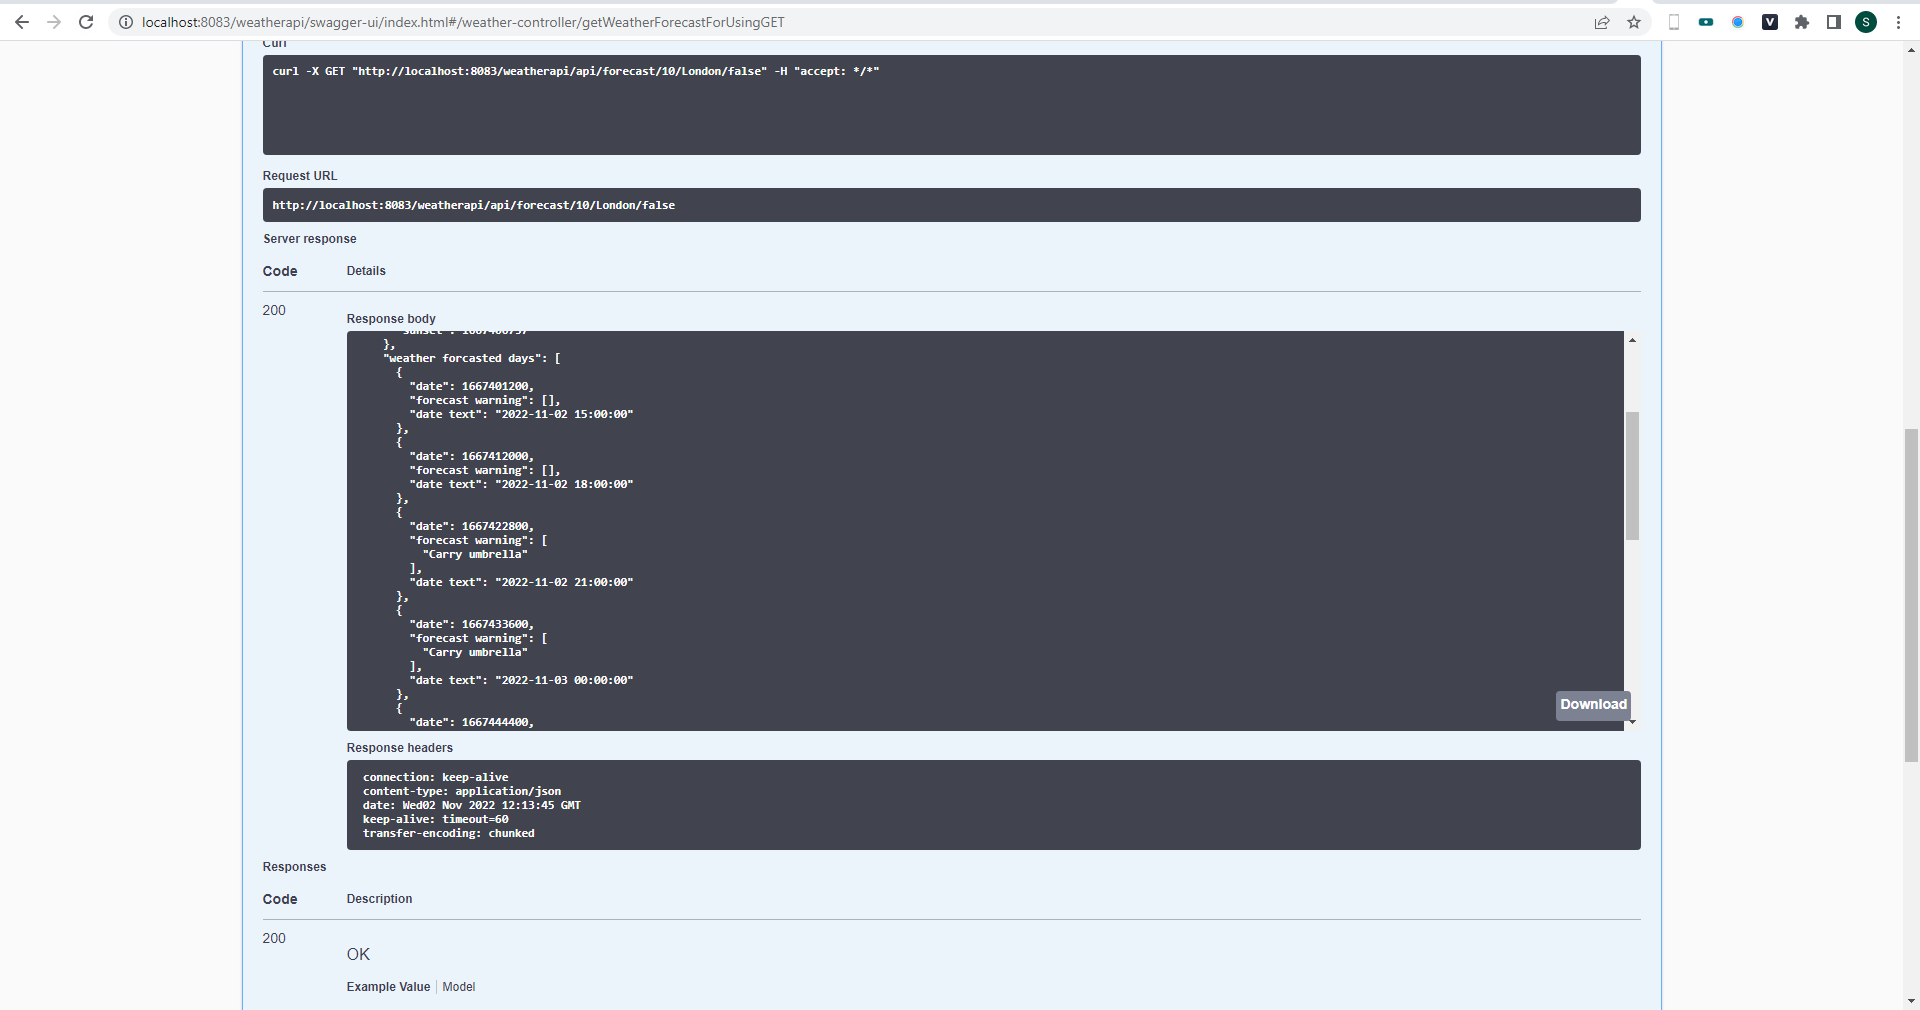 localhost:8083/weatherapi/swagger-ui/index.html#/weather-controller/getWeatherForecastForUsingGET
V
S
Curl
curl -X GET "http://localhost:8083/weatherapi/api/forecast/10/London/false" -H "accept: */*"
Request URL
http://localhost:8083/weatherapi/api/forecast/10/London/false
Server response
Code Details
200
Response body
"sunset": 1667406757
},
"weather forcasted days": [
{
"date": 1667401200,
"forecast warning": [],
"date text": "2022-11-02 15:00:00"
},
{
"date": 1667412000,
"forecast warning": [],
"date text": "2022-11-02 18:00:00"
},
{
"date": 1667422800,
"forecast warning": [
"Carry umbrella"
],
"date text": "2022-11-02 21:00:00"
},
{
"date": 1667433600,
"forecast warning": [
"Carry umbrella"
],
"date text": "2022-11-03 00:00:00"
},
{
"date": 1667444400,
Download
Response headers
connection: keep-alive
content-type: application/json
date: Wed02 Nov 2022 12:13:45 GMT
keep-alive: timeout=60
transfer-encoding: chunked
Responses
Code Description
200
OK
Example Value Model